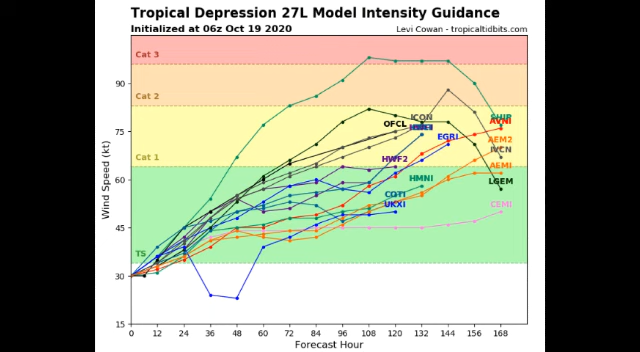 Tropical Depression 27L Model Intensity Guidance
Initialized at 06z Oct 19 2020
Levi Cowan - tropicaltidbits.com
Cat 3
Cat 2
Cat 1
TS
Wind Speed (kt)
90
75
60
45
30
15
ICON
OFCL
EGRI
HWF2
HMNI
COTI
UKXI
SHIP
AVNI
AEM2
IVCN
AEMI
LGEM
CEMI
0 12 24 36 48 60 72 84 96 108 120 132 144 156 168
Forecast Hour